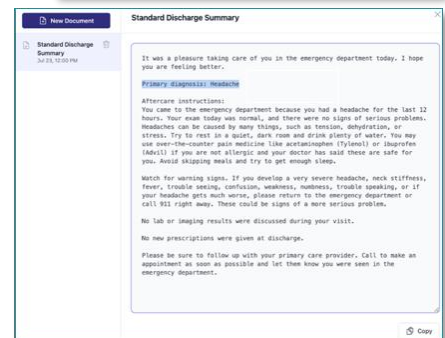 New Document
Standard Discharge
Summary
Jul 23, 12:00 PM
Standard Discharge Summary
It was a pleasure taking care of you in the emergency department today. I hope
you are feeling better.
Primary diagnosis: Headache
Aftercare instructions:
You came to the emergency department because you had a headache for the last 12
hours. Your exam today was normal, and there were no signs of serious problems.
Headaches can be caused by many things, such as tension, dehydration, or
stress. Try to rest in a quiet, dark room and drink plenty of water. You may
use over-the-counter pain medicine like acetaminophen (Tylenol) or ibuprofen
(Advil) if you are not allergic and your doctor has said these are safe for
you. Avoid skipping meals and try to get enough sleep.
Watch for warning signs. If you develop a very severe headache, neck stiffness,
fever, trouble seeing, confusion, weakness, numbness, trouble speaking, or if
your headache gets much worse, please return to the emergency department or
call 911 right away. These could be signs of a more serious problem.
No lab or imaging results were discussed during your visit.
No new prescriptions were given at discharge.
Please be sure to follow up with your primary care provider. Call to make an
appointment as soon as possible and let them know you were seen in the
emergency department.
Copy